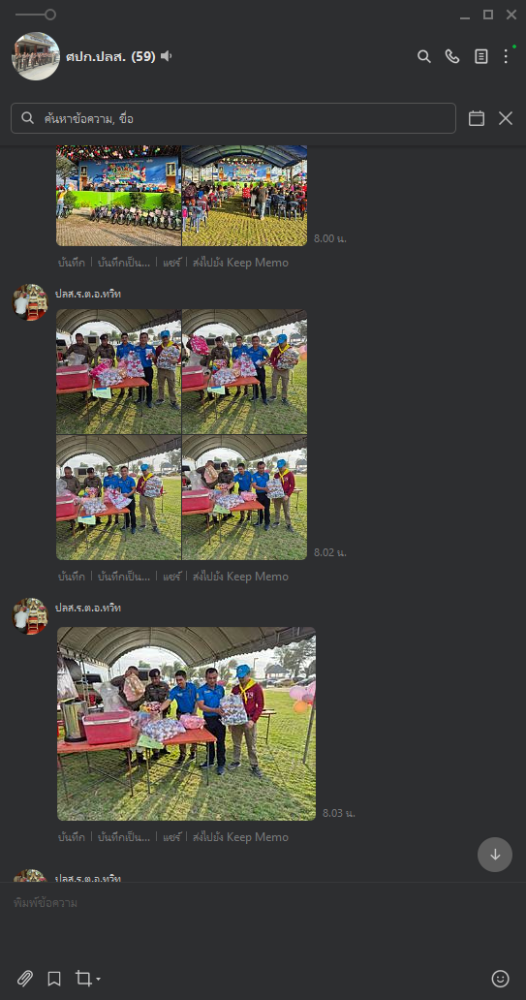 ศปก.ปลส. (59)
ค้นหาข้อความ, ชื่อ
8.00 น.
บันทึก | บันทึกเป็น... | แชร์ | ส่งไปยัง Keep Memo
ปลส.ร.ต.อ.ทวิท
8.02 น.
บันทึก | บันทึกเป็น... | แชร์ | ส่งไปยัง Keep Memo
ปลส.ร.ต.อ.ทวิท
8.03 น.
บันทึก | บันทึกเป็น... | แชร์ | ส่งไปยัง Keep Memo
ปลส.ร.ต.อ.ทวิท
พิมพ์ข้อความ